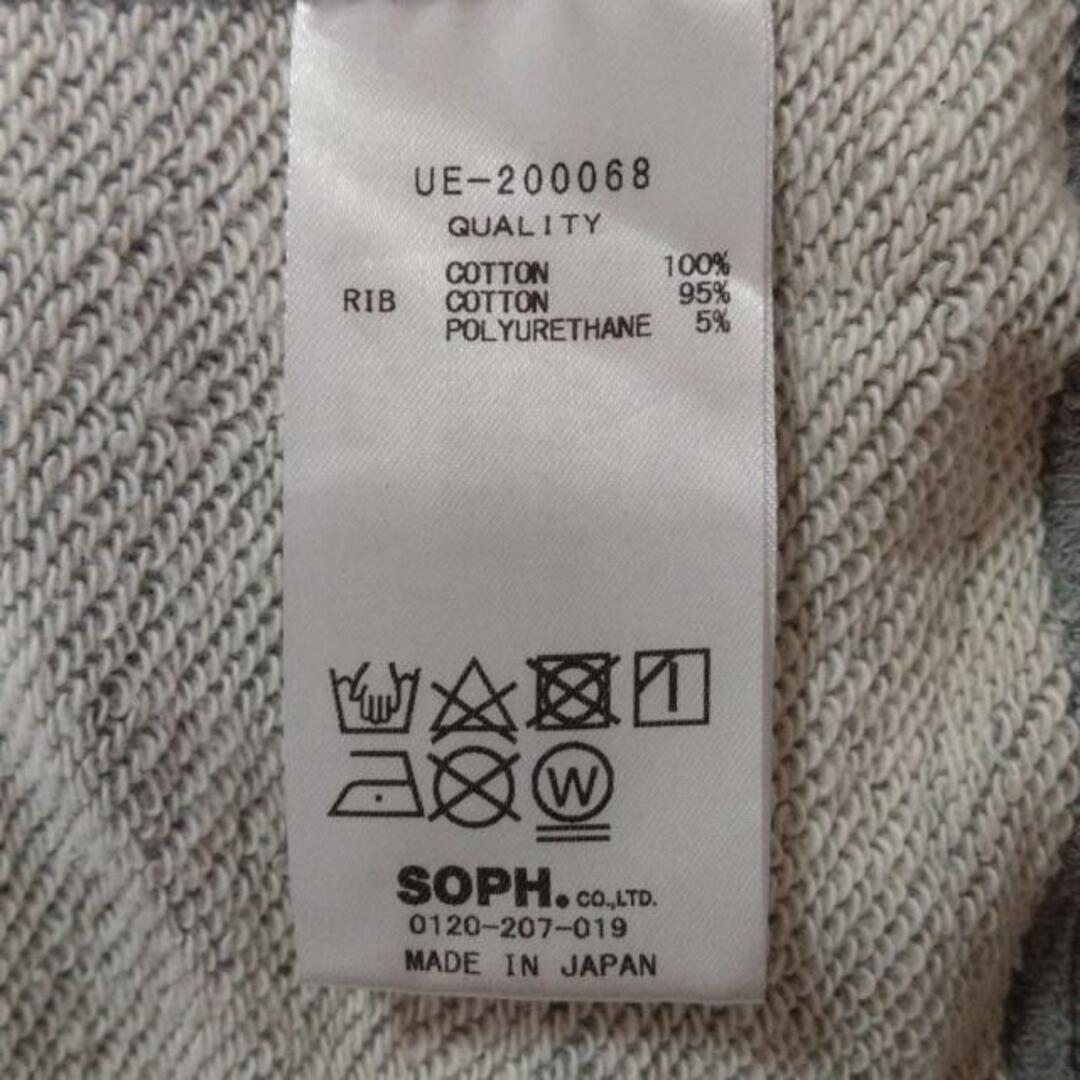 UE-200068
QUALITY
COTTON 100%
RIB COTTON 95%
POLYURETHANE 5%
W
SOPH. CO.,LTD.
0120-207-019
MADE IN JAPAN